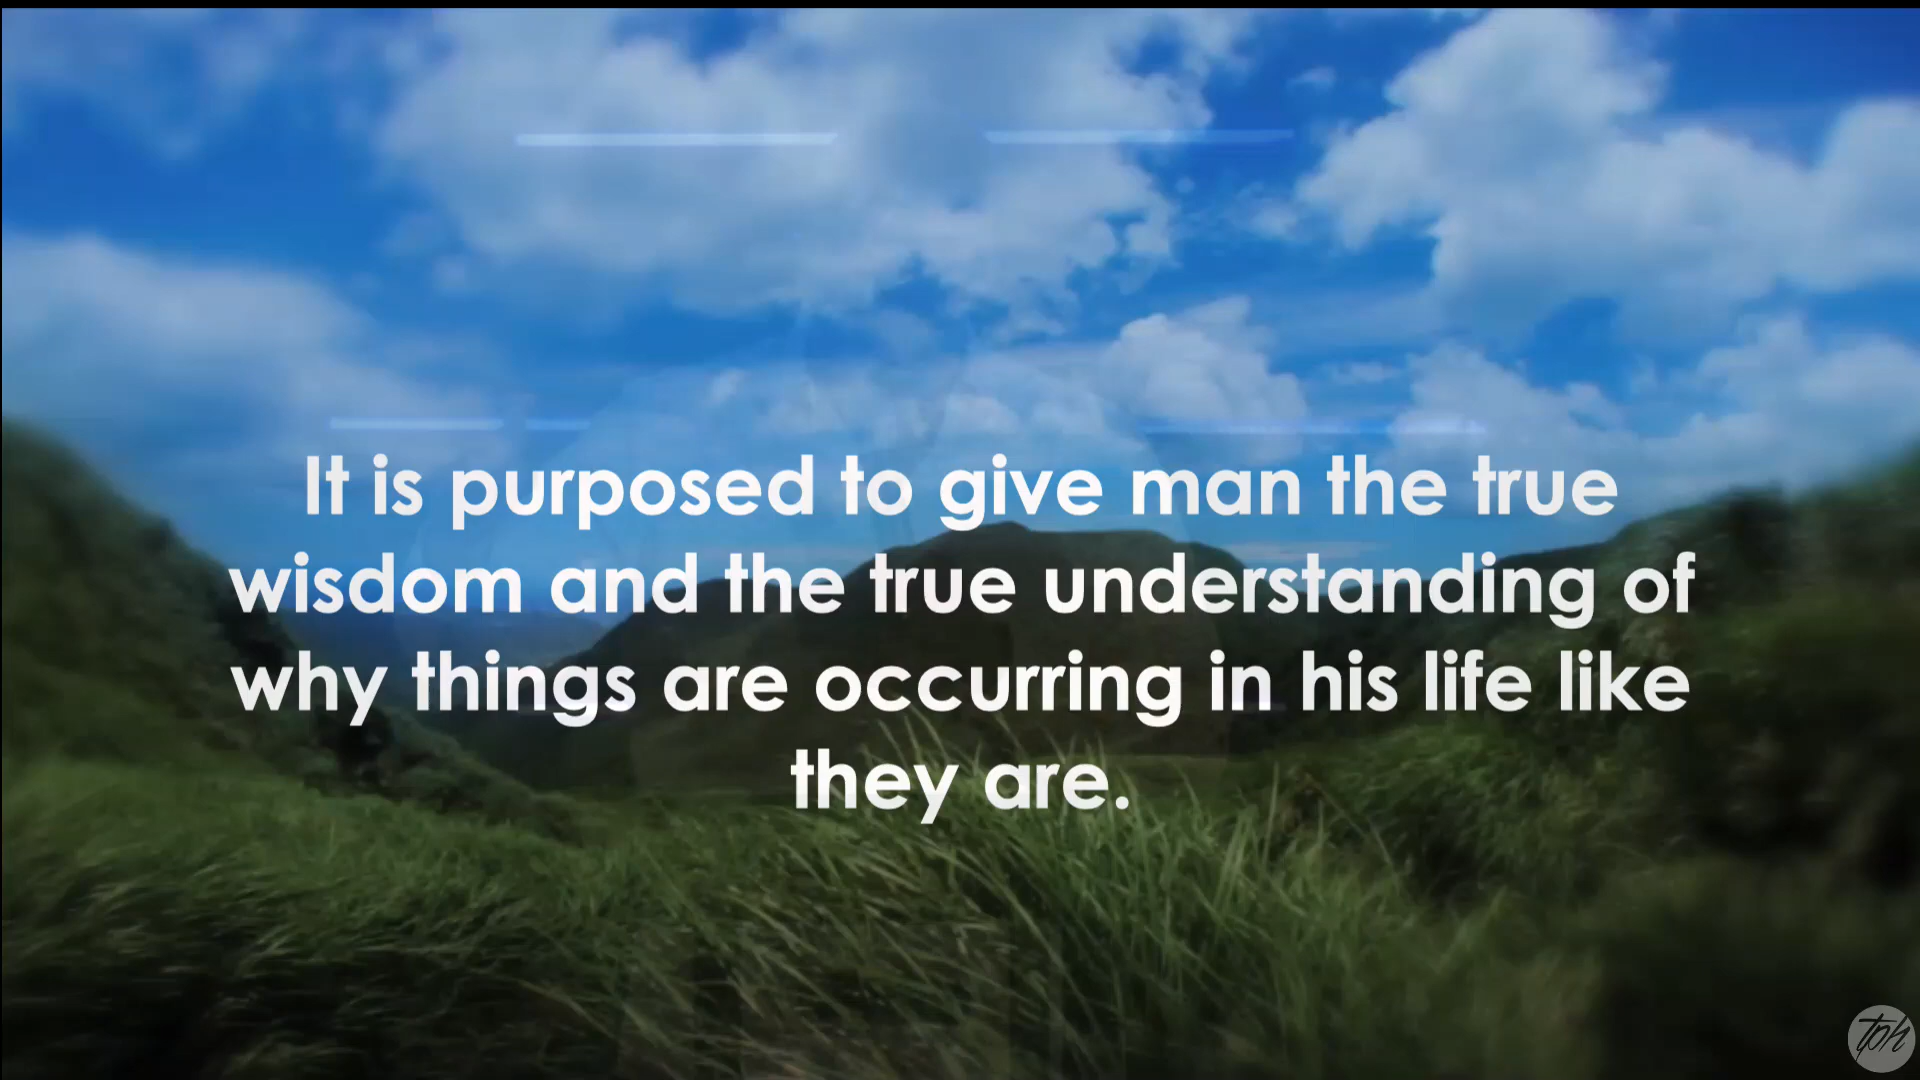 It is purposed to give man the true
wisdom and the true understanding of
why things are occurring in his life like
they are.
tph